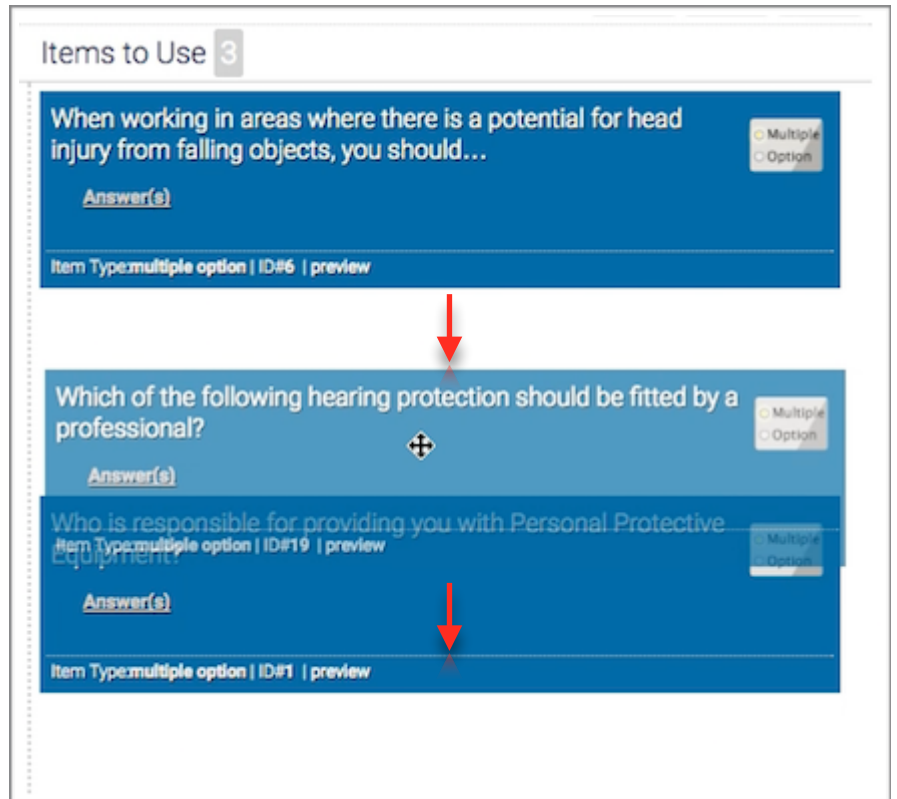 Items to Use 3
When working in areas where there is a potential for head
injury from falling objects, you should...
Multiple
Option
Answer(s)
Item Type:multiple option | ID#6 | preview
Which of the following hearing protection should be fitted by a
professional?
Multiple
Option
Answer(s)
Who is responsible for providing you with Personal Protective
Equipment?
Item Type:multiple option | ID#19 | preview
Multiple
Option
Answer(s)
Item Type:multiple option | ID#1 | preview